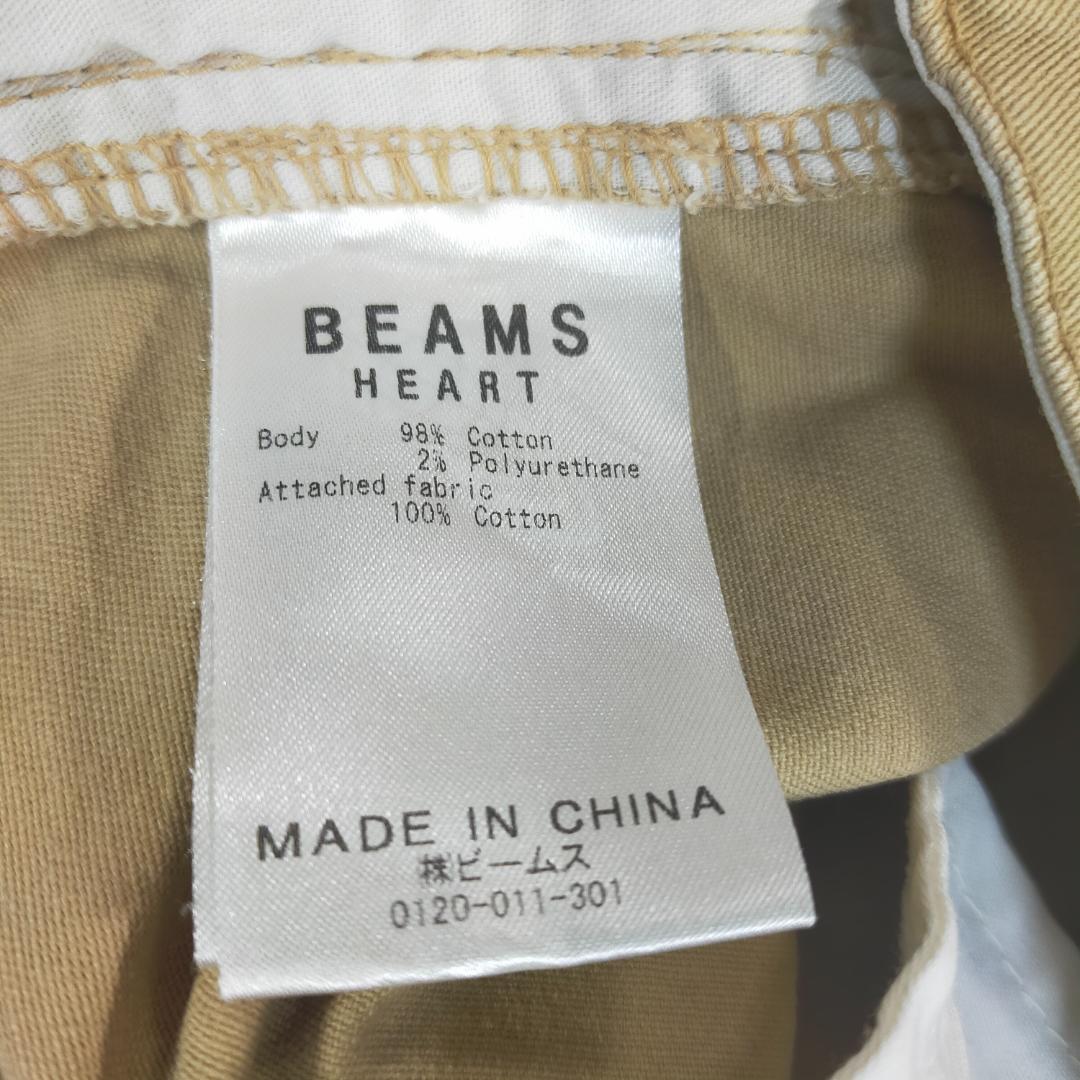 BEAMS
HEART
Body 98% Cotton
2% Polyurethane
Attached fabric
100% Cotton
MADE IN CHINA
㈱ビームス
0120-011-301